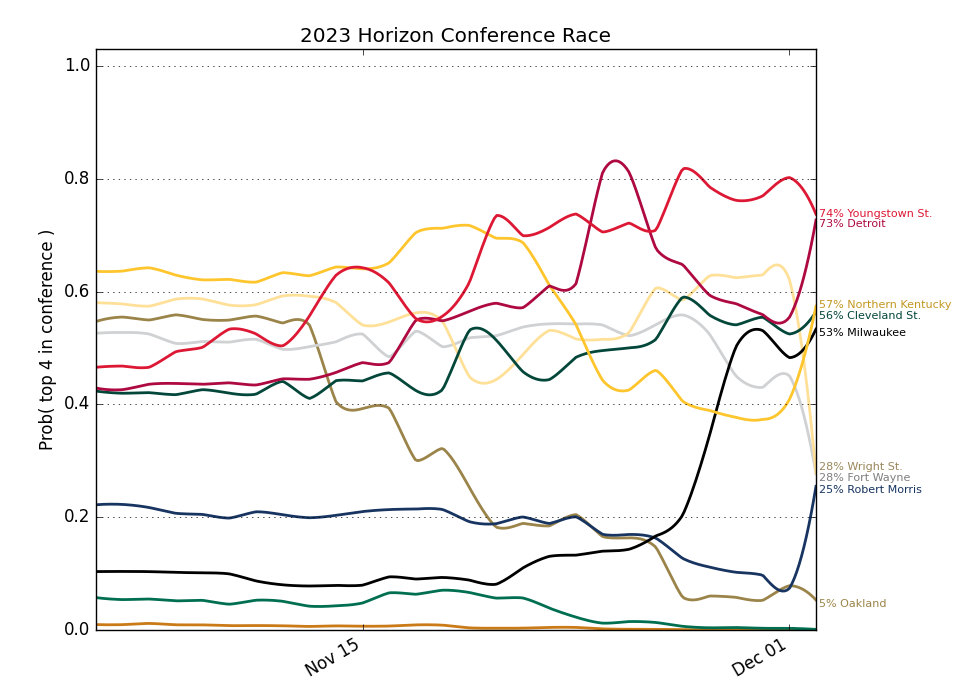 2023 Horizon Conference Race
Prob( top 4 in conference )
1.0
0.8
0.6
0.4
0.2
0.0
Nov 15
Dec 01
74% Youngstown St.
73% Detroit
57% Northern Kentucky
56% Cleveland St.
53% Milwaukee
28% Wright St.
28% Fort Wayne
25% Robert Morris
5% Oakland